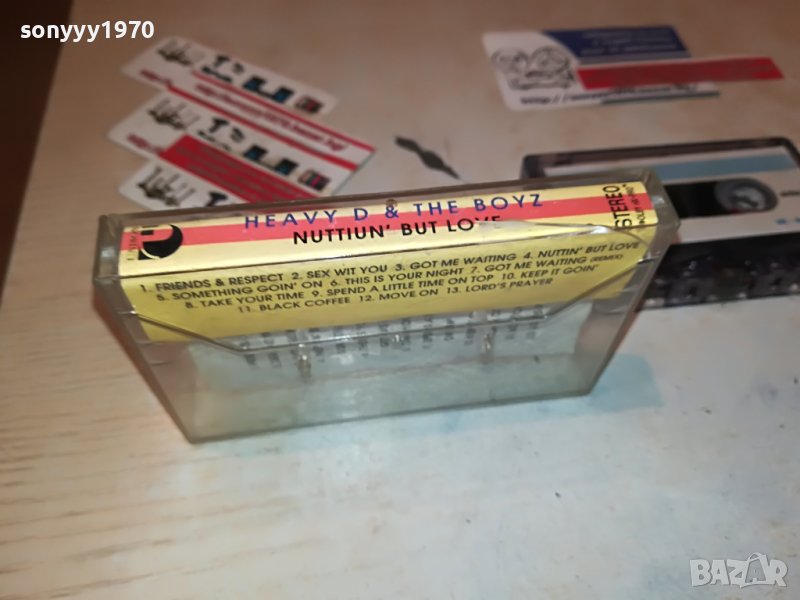 sonyyy1970
HEAVY D & THE BOYZ
NUTTIUN' BUT LOVE
STEREO
1. FRIENDS & RESPECT 2. SEX WIT YOU 3. GOT ME WAITING 4. NUTTIN' BUT LOVE
5. SOMETHING GOIN' ON 6. THIS IS YOUR NIGHT 7. GOT ME WAITING (REMIX)
8. TAKE YOUR TIME 9. SPEND A LITTLE TIME ON TOP 10. KEEP IT GOIN'
11. BLACK COFFEE 12. MOVE ON 13. LORD'S PRAYER
BAZAR